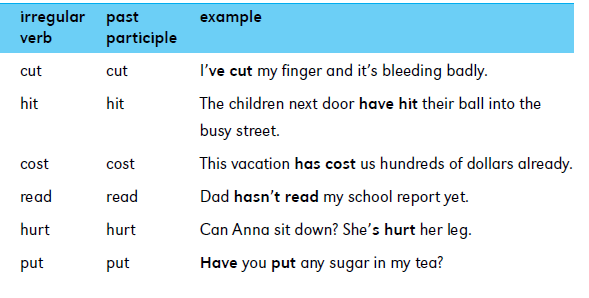 irregular verb past participle example
cut cut I've cut my finger and it's bleeding badly.
hit hit The children next door have hit their ball into the
busy street.
cost cost This vacation has cost us hundreds of dollars already.
read read Dad hasn't read my school report yet.
hurt hurt Can Anna sit down? She's hurt her leg.
put put Have you put any sugar in my tea?